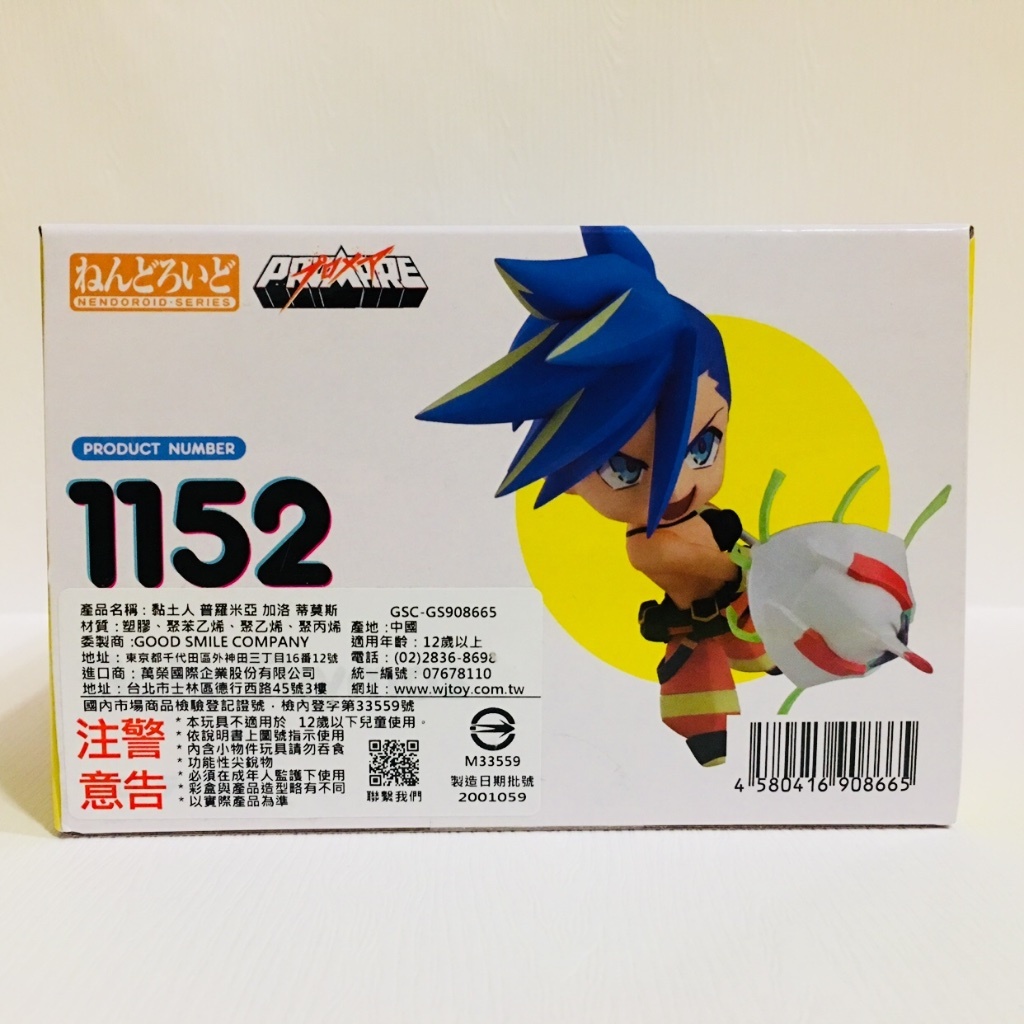 ねんどろいど
NENDOROID·SERIES
PROMARE
プロメア
PRODUCT NUMBER
1152
產品名稱：黏土人 普羅米亞 加洛 蒂莫斯 GSC-GS908665
材質：塑膠、聚苯乙烯、聚乙烯、聚丙烯 產地：中國
委製商：GOOD SMILE COMPANY 適用年齡：12歲以上
地址：東京都千代田區外神田三丁目16番12號 電話：(02)2836-8698
進口商：萬榮國際企業股份有限公司 統一編號：07678110
地址：台北市士林區德行西路45號3樓 網址：www.wjtoy.com.tw
國內市場商品檢驗登記證號，檢內登字第33559號
注意
警告
*本玩具不適用於 12歲以下兒童使用。
*依說明書上圖號指示使用
*內含小物件玩具請勿吞食
*功能性尖銳物
*必須在成年人監護下使用
*彩盒與產品造型略有不同
*以實際產品為準
聯繫我們
M33559
製造日期批號
2001059
4 580416 908665